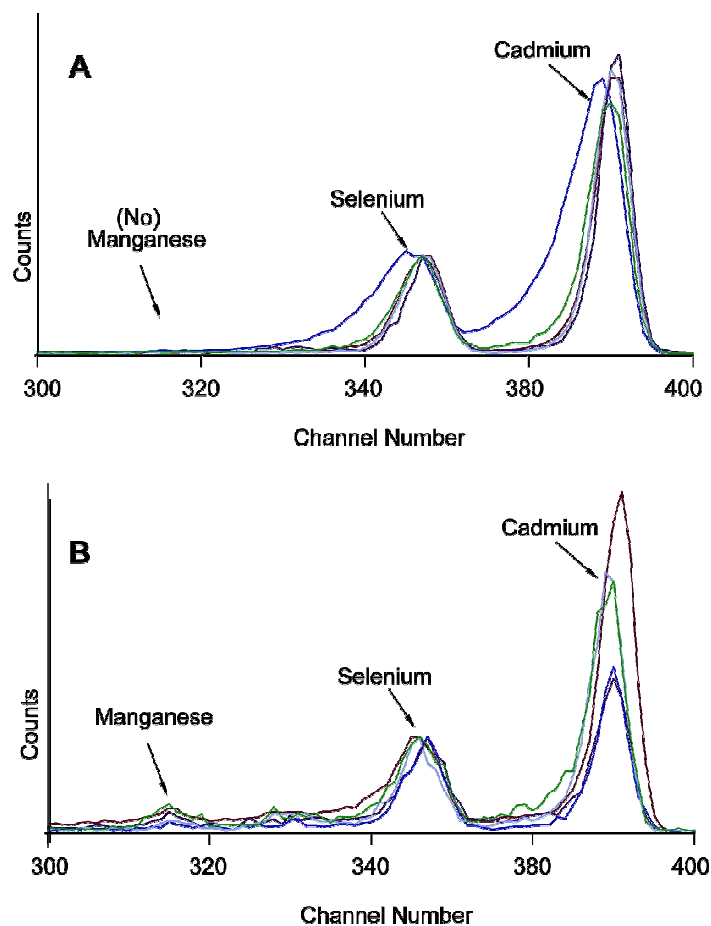 A
Cadmium
Selenium
(No)
Manganese
Counts
300
320
340
380
400
Channel Number
B
Cadmium
Selenium
Manganese
Counts
300
320
340
380
400
Channel Number